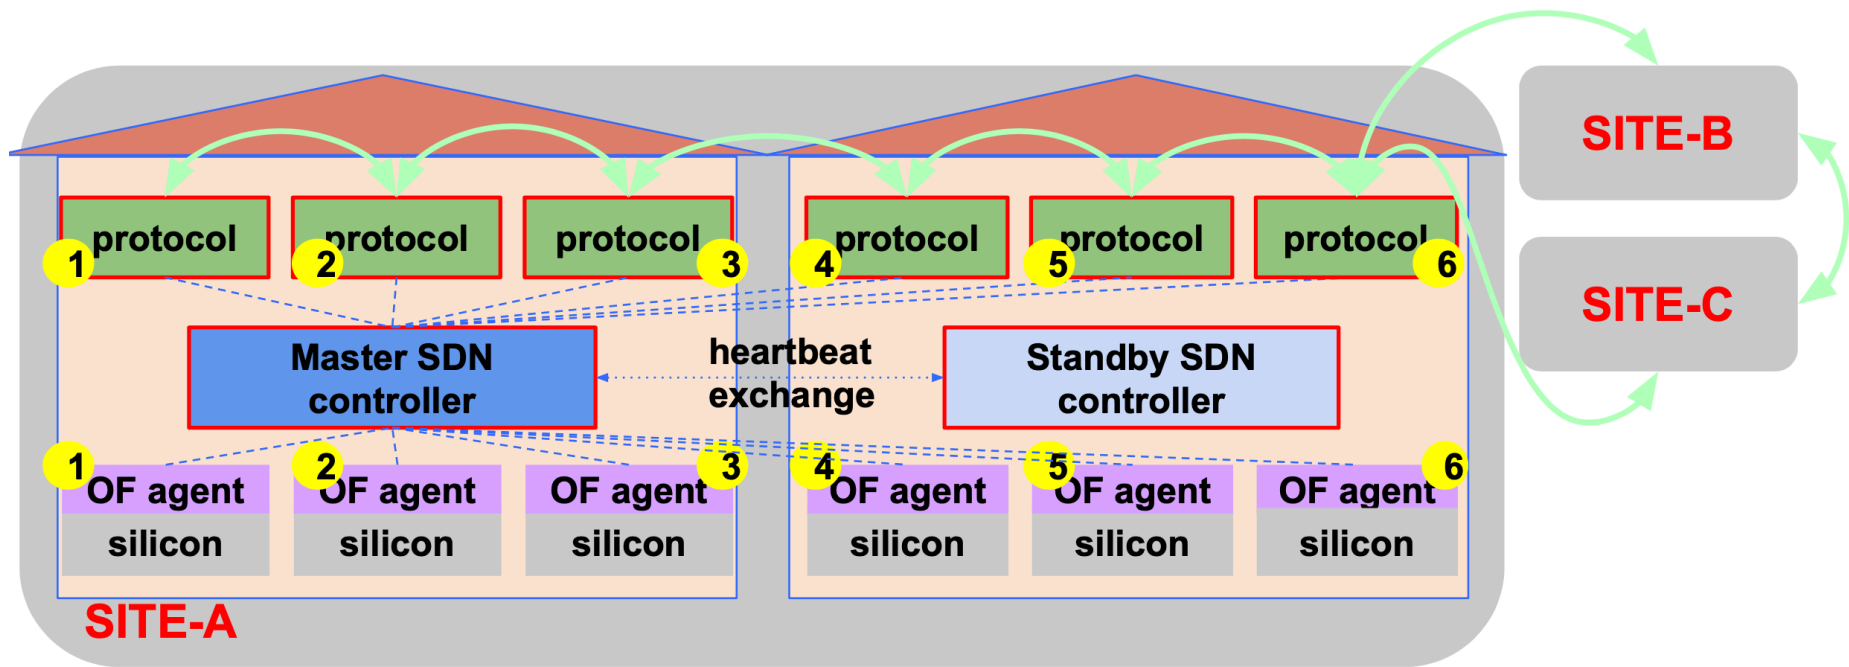 SITE-B
protocol protocol protocol protocol protocol protocol
1 2 3 4 5 6
SITE-C
Master SDN
controller
heartbeat
exchange
Standby SDN
controller
1 2 3 4 5 6
OF agent OF agent OF agent OF agent OF agent OF agent
silicon silicon silicon silicon silicon silicon
SITE-A